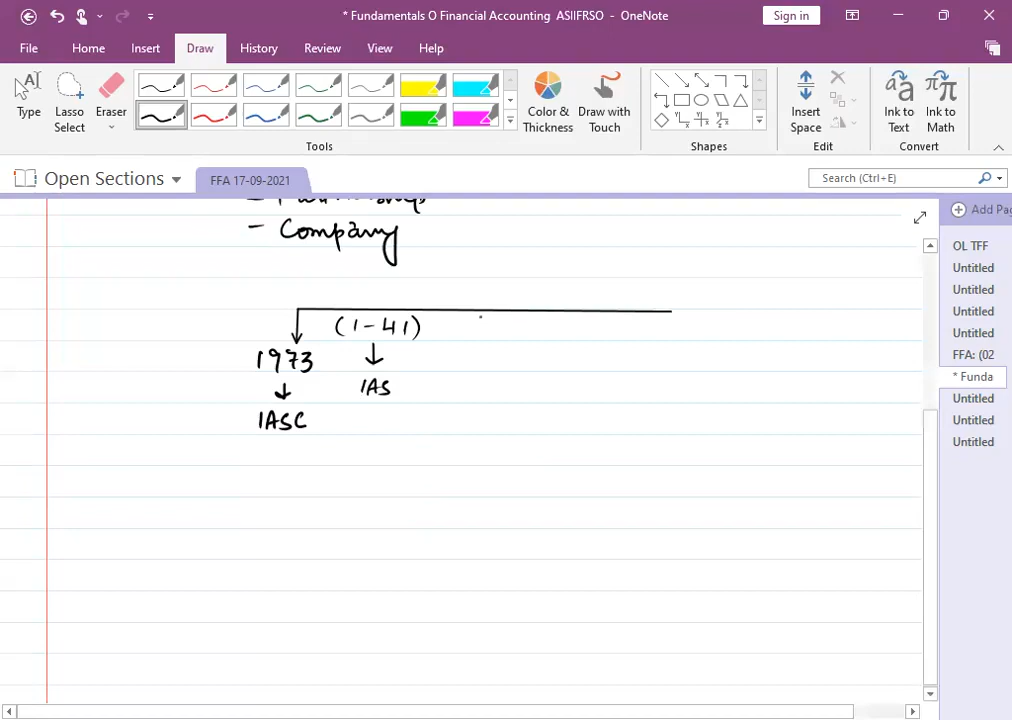 * Fundamentals O Financial Accounting ASIIFRSO - OneNote
Sign in
File Home Insert Draw History Review View Help
Type
Lasso Select
Eraser
Color & Thickness
Draw with Touch
Insert Space
Ink to Text
Ink to Math
Tools Shapes Edit Convert
Open Sections
FFA 17-09-2021
Search (Ctrl+E)
Add Pag
- Company
(1-41)
1973
IAS
IASC
OL TFF
Untitled
Untitled
Untitled
Untitled
FFA: (02
* Funda
Untitled
Untitled
Untitled